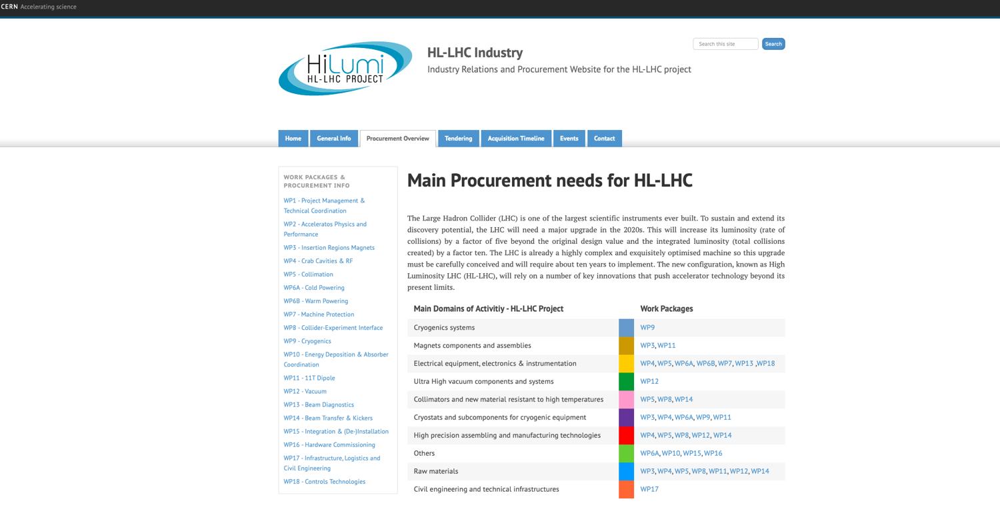 CERN Accelerating science
HiLumi
HL-LHC PROJECT
HL-LHC Industry
Industry Relations and Procurement Website for the HL-LHC project
Search this site
Search
Home
General Info
Procurement Overview
Tendering
Acquisition Timeline
Events
Contact
WORK PACKAGES &
PROCUREMENT INFO
WP1 - Project Management &
Technical Coordination
WP2 - Acceleratos Physics and
Performance
WP3 - Insertion Regions Magnets
WP4 - Crab Cavities & RF
WP5 - Collimation
WP6A - Cold Powering
WP6B - Warm Powering
WP7 - Machine Protection
WP8 - Collider-Experiment Interface
WP9 - Cryogenics
WP10 - Energy Deposition & Absorber
Coordination
WP11 - 11T Dipole
WP12 - Vacuum
WP13 - Beam Diagnostics
WP14 - Beam Transfer & Kickers
WP15 - Integration & (De-)Installation
WP16 - Hardware Commissioning
WP17 - Infrastructure, Logistics and
Civil Engineering
WP18 - Controls Technologies
Main Procurement needs for HL-LHC
The Large Hadron Collider (LHC) is one of the largest scientific instruments ever built. To sustain and extend its
discovery potential, the LHC will need a major upgrade in the 2020s. This will increase its luminosity (rate of
collisions) by a factor of five beyond the original design value and the integrated luminosity (total collisions
created) by a factor ten. The LHC is already a highly complex and exquisitely optimised machine so this upgrade
must be carefully conceived and will require about ten years to implement. The new configuration, known as High
Luminosity LHC (HL-LHC), will rely on a number of key innovations that push accelerator technology beyond its
present limits.
Main Domains of Activitiy - HL-LHC Project Work Packages
Cryogenics systems WP9
Magnets components and assemblies WP3, WP11
Electrical equipment, electronics & instrumentation WP4, WP5, WP6A, WP6B, WP7, WP13 ,WP18
Ultra High vacuum components and systems WP12
Collimators and new material resistant to high temperatures WP5, WP8, WP14
Cryostats and subcomponents for cryogenic equipment WP3, WP4, WP6A, WP9, WP11
High precision assembling and manufacturing technologies WP4, WP5, WP8, WP12, WP14
Others WP6A, WP10, WP15, WP16
Raw materials WP3, WP4, WP5, WP8, WP11, WP12, WP14
Civil engineering and technical infrastructures WP17